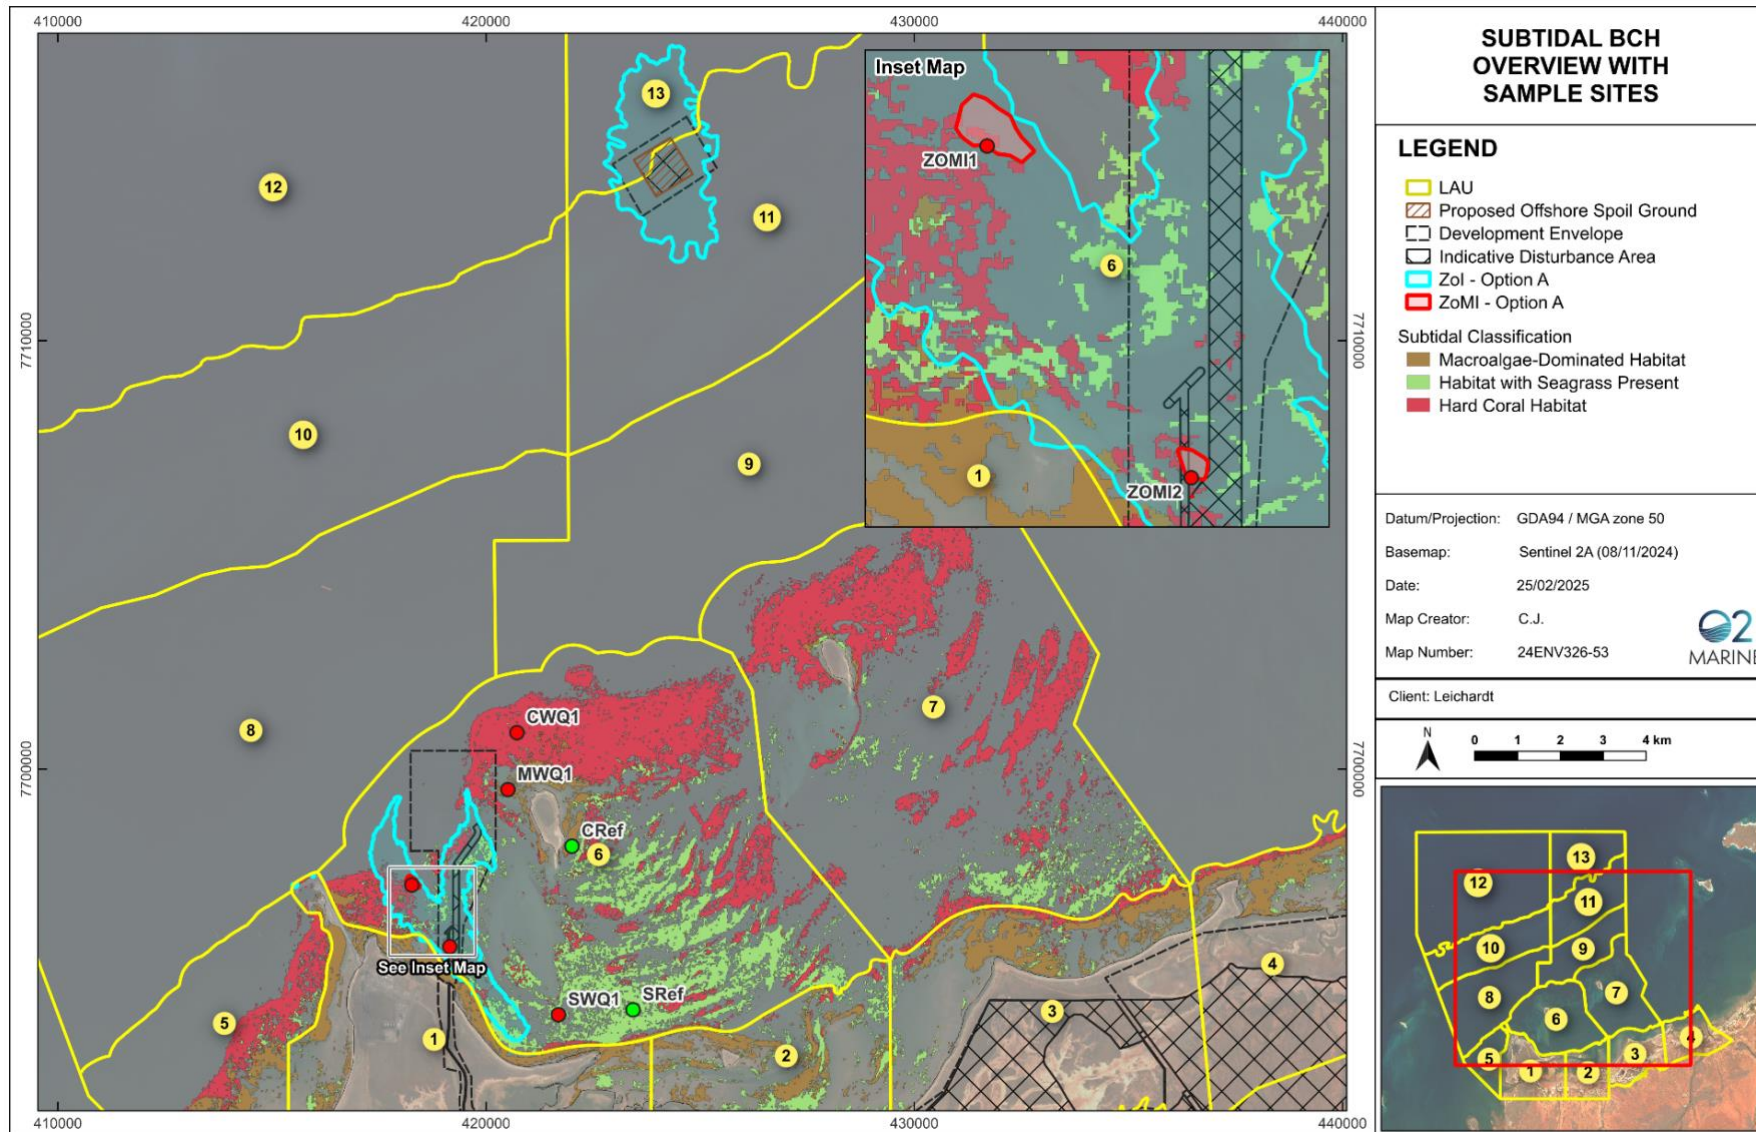 SUBTIDAL BCH
OVERVIEW WITH
SAMPLE SITES
LEGEND
LAU
Proposed Offshore Spoil Ground
Development Envelope
Indicative Disturbance Area
ZoI - Option A
ZoMI - Option A
Subtidal Classification
Macroalgae-Dominated Habitat
Habitat with Seagrass Present
Hard Coral Habitat
Datum/Projection: GDA94 / MGA zone 50
Basemap: Sentinel 2A (08/11/2024)
Date: 25/02/2025
Map Creator: C.J.
Map Number: 24ENV326-53
O2
MARINE
Client: Leichardt
N
0 1 2 3 4 km
13
12
11
10
9
8
7
6
5
4
3
1
2
410000 420000 430000 440000
7710000
7700000
7710000
7700000
410000 420000 430000 440000
Inset Map
ZOMI1
6
1
ZOMI2
13
12
11
10
9
8
7
CWQ1
MWQ1
CRef
6
See Inset Map
SWQ1
SRef
5
1
2
3
4